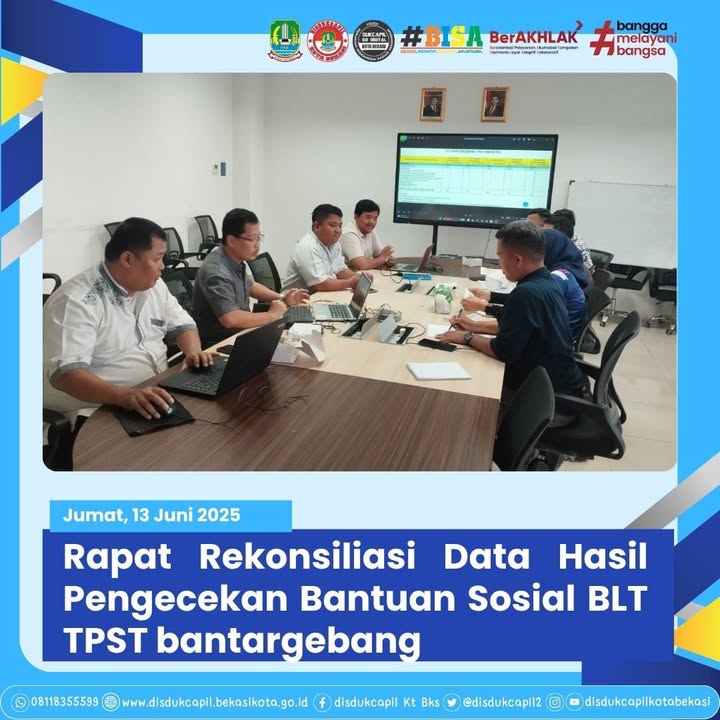 #BISA
BerAKHLAK
#bangga
melayani
bangsa
Jumat, 13 Juni 2025
Rapat Rekonsiliasi Data Hasil
Pengecekan Bantuan Sosial BLT
TPST bantargebang
08118355599 www.disdukcapil.bekasikota.go.id disdukcapil Kt Bks @disdukcapil2 disdukcapilkotabekasi